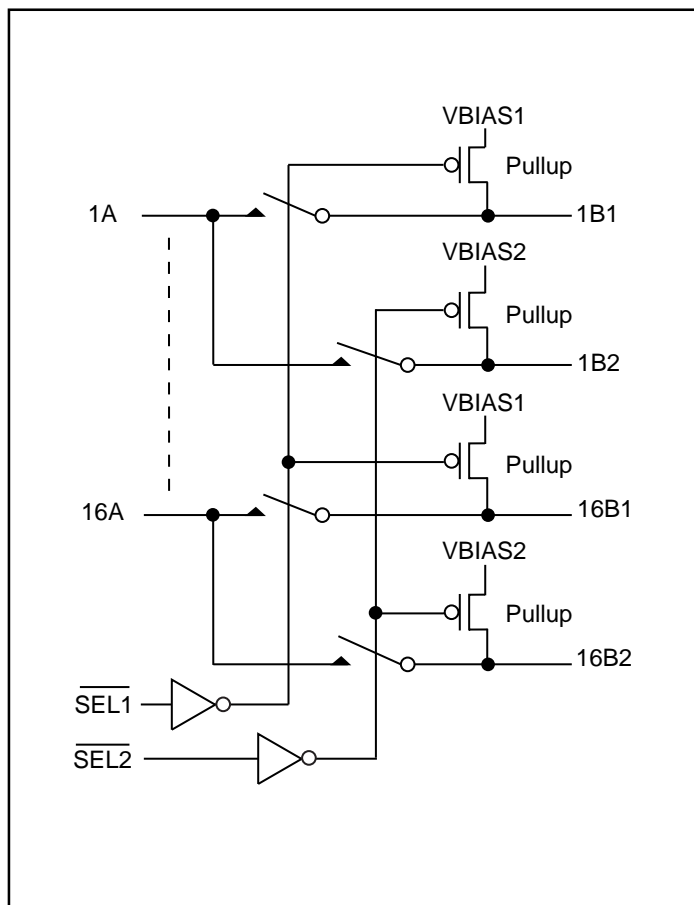 VBIAS1
Pullup
1A
1B1
VBIAS2
Pullup
1B2
VBIAS1
Pullup
16A
16B1
VBIAS2
Pullup
16B2
SEL1
SEL2